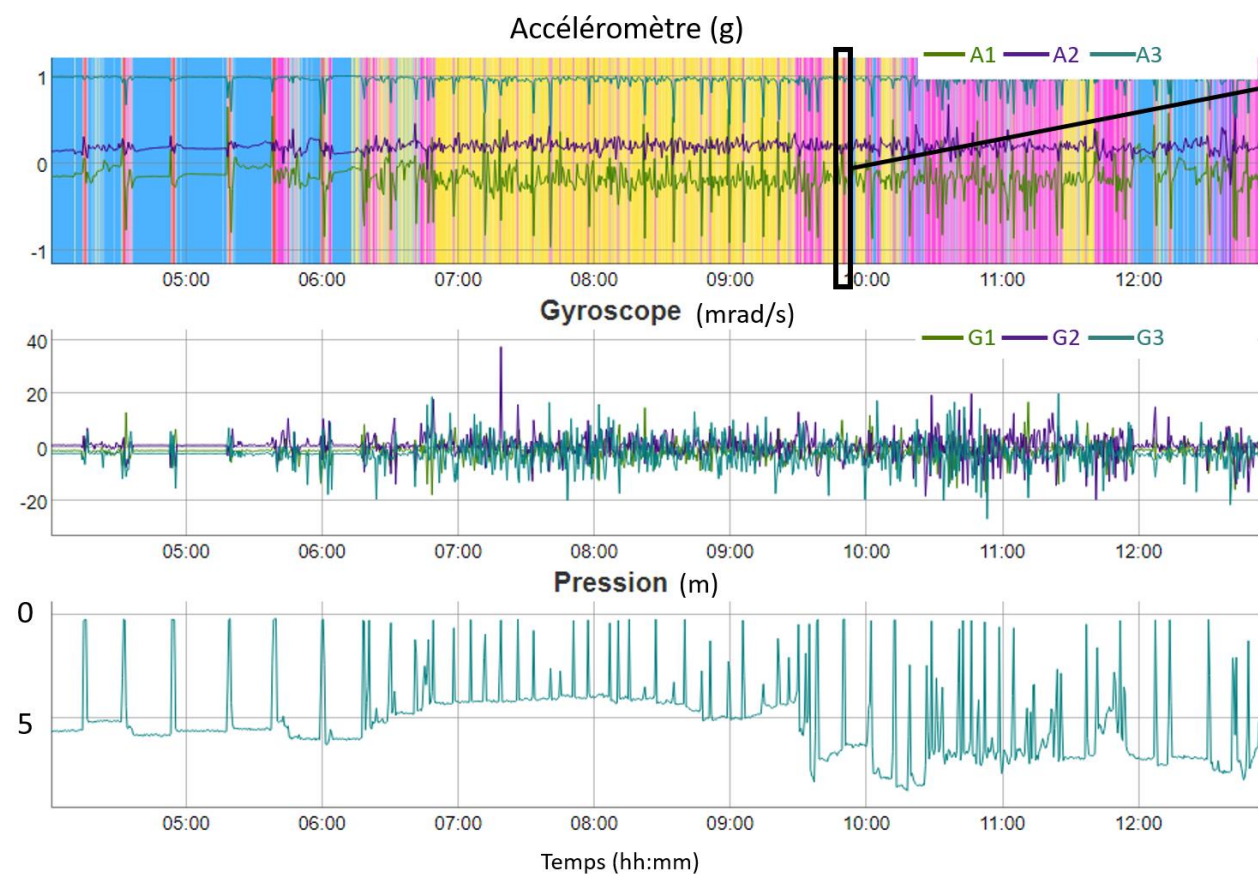 Accéléromètre (g)
A1 A2 A3
1
0
-1
05:00 06:00 07:00 08:00 09:00 10:00 11:00 12:00
Gyroscope (mrad/s)
G1 G2 G3
40
20
0
-20
05:00 06:00 07:00 08:00 09:00 10:00 11:00 12:00
Pression (m)
0
5
05:00 06:00 07:00 08:00 09:00 10:00 11:00 12:00
Temps (hh:mm)